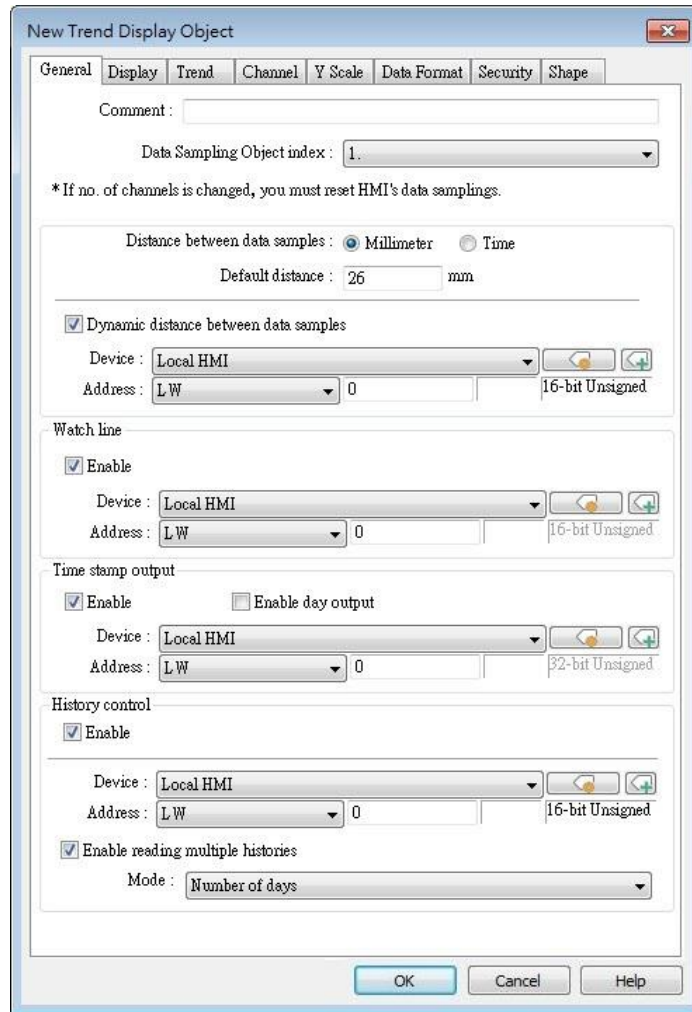 New Trend Display Object
General Display Trend Channel Y Scale Data Format Security Shape
Comment :
Data Sampling Object index : 1.
* If no. of channels is changed, you must reset HMI's data samplings.
Distance between data samples : Millimeter Time
Default distance : 26 mm
Dynamic distance between data samples
Device : Local HMI
Address : LW 0 16-bit Unsigned
Watch line
Enable
Device : Local HMI
Address : LW 0 16-bit Unsigned
Time stamp output
Enable Enable day output
Device : Local HMI
Address : LW 0 32-bit Unsigned
History control
Enable
Device : Local HMI
Address : LW 0 16-bit Unsigned
Enable reading multiple histories
Mode : Number of days
OK Cancel Help